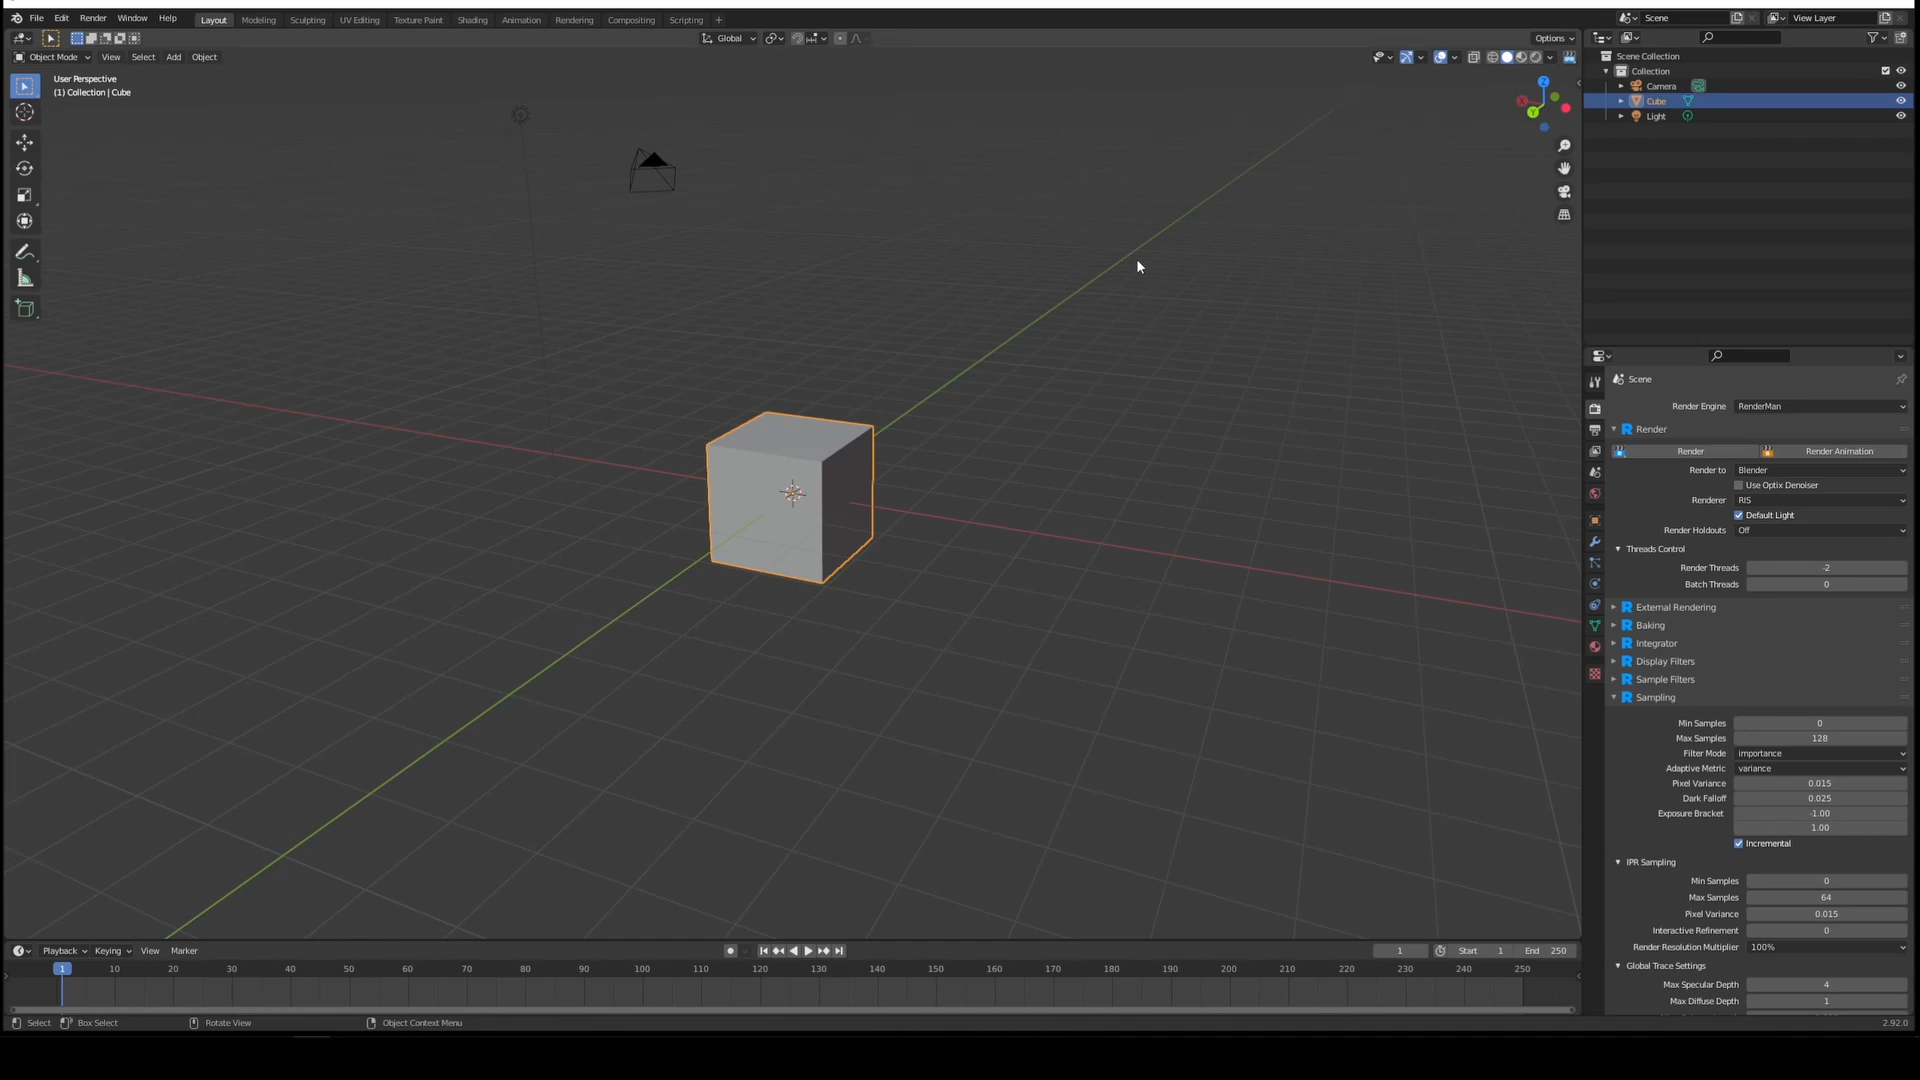 File Edit Render Window Help Layout Modeling Sculpting UV Editing Texture Paint Shading Animation Rendering Compositing Scripting + Scene View Layer
Global Options
Object Mode View Select Add Object
User Perspective
(1) Collection | Cube
Z
Y
Scene Collection
Collection
Camera
Cube
Light
Scene
Render Engine RenderMan
Render
Render Render Animation
Render to Blender
Use Optix Denoiser
Renderer RIS
Default Light
Render Holdouts Off
Threads Control
Render Threads -2
Batch Threads 0
External Rendering
Baking
Integrator
Display Filters
Sample Filters
Sampling
Min Samples 0
Max Samples 128
Filter Mode importance
Adaptive Metric variance
Pixel Variance 0.015
Dark Falloff 0.025
Exposure Bracket -1.00
1.00
Incremental
IPR Sampling
Min Samples 0
Max Samples 64
Pixel Variance 0.015
Interactive Refinement 0
Render Resolution Multiplier 100%
Global Trace Settings
Max Specular Depth 4
Max Diffuse Depth 1
Playback Keying View Marker 1 Start 1 End 250
1 10 20 30 40 50 60 70 80 90 100 110 120 130 140 150 160 170 180 190 200 210 220 230 240 250
Select Box Select Rotate View Object Context Menu 2.92.0